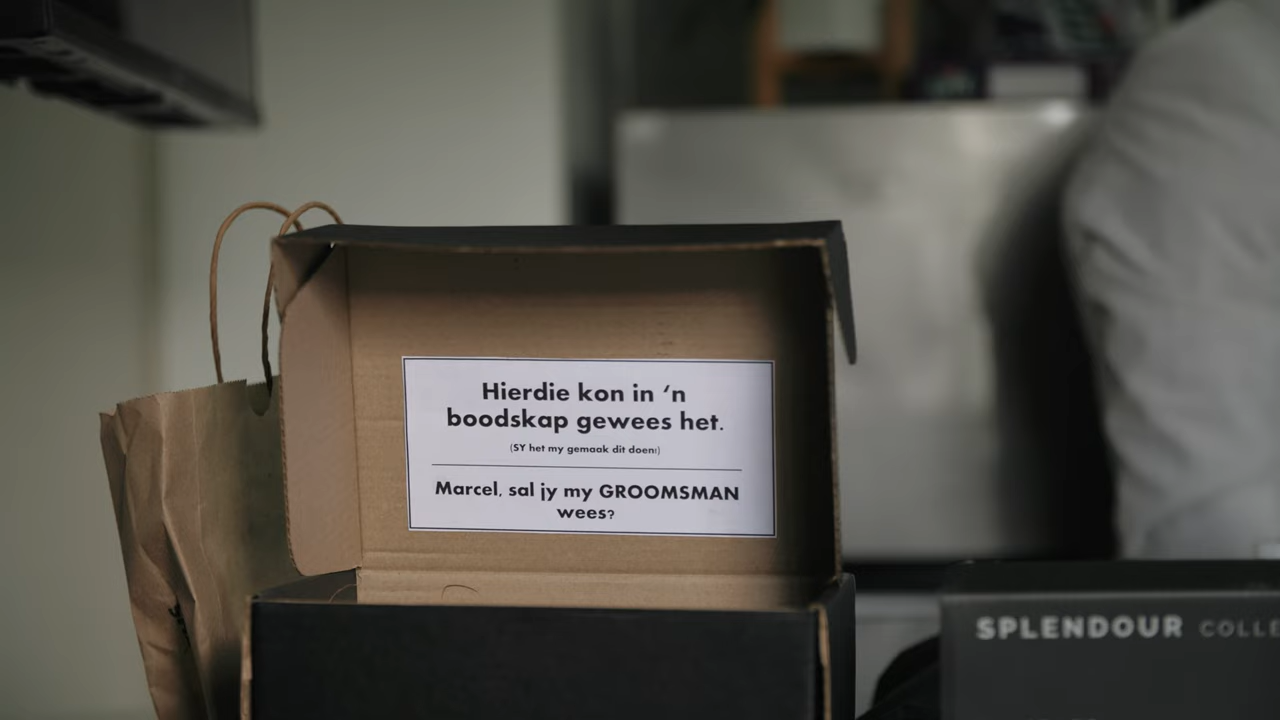 Hierdie kon in ‘n
boodskap gewees het.
(SY het my gemaak dit doen!)
Marcel, sal jy my GROOMSMAN
wees?
SPLENDOUR COLLE